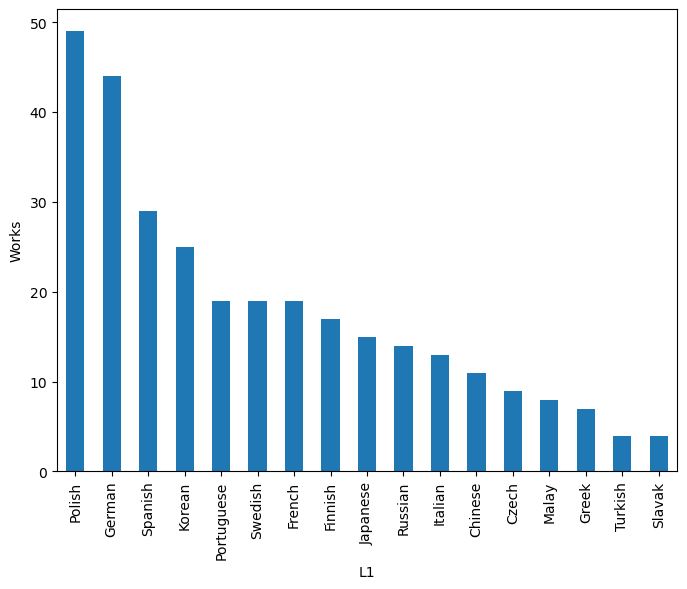 50
40
30
20
10
0
Works
Polish
German
Spanish
Korean
Portuguese
Swedish
French
Finnish
Japanese
Russian
Italian
Chinese
Czech
Malay
Greek
Turkish
Slavak
L1